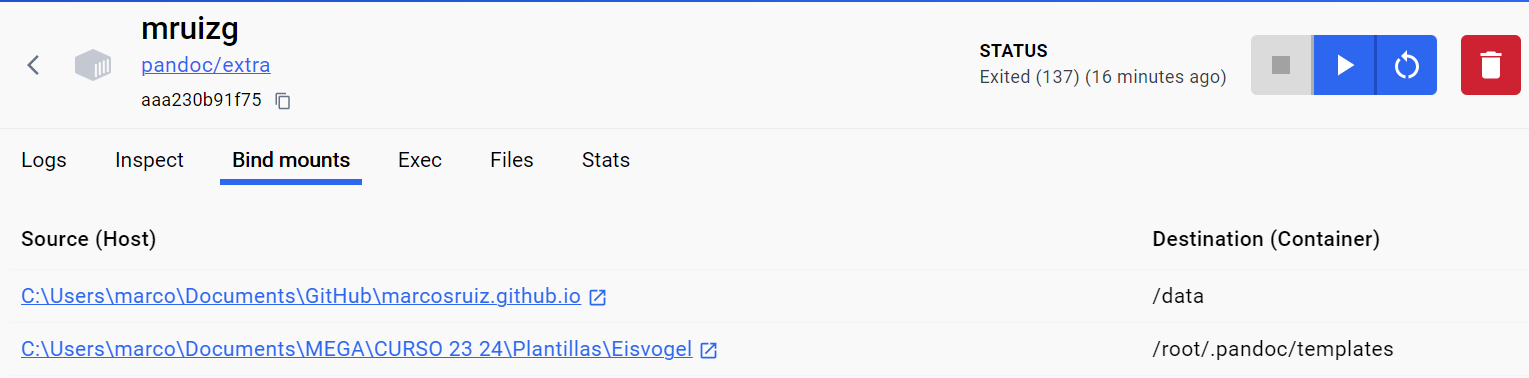 mruizg
pandoc/extra
aaa230b91f75
STATUS
Exited (137) (16 minutes ago)
Logs Inspect Bind mounts Exec Files Stats
Source (Host) Destination (Container)
C:\Users\marco\Documents\GitHub\marcosruiz.github.io /data
C:\Users\marco\Documents\MEGA\CURSO 23 24\Plantillas\Eisvogel /root/.pandoc/templates